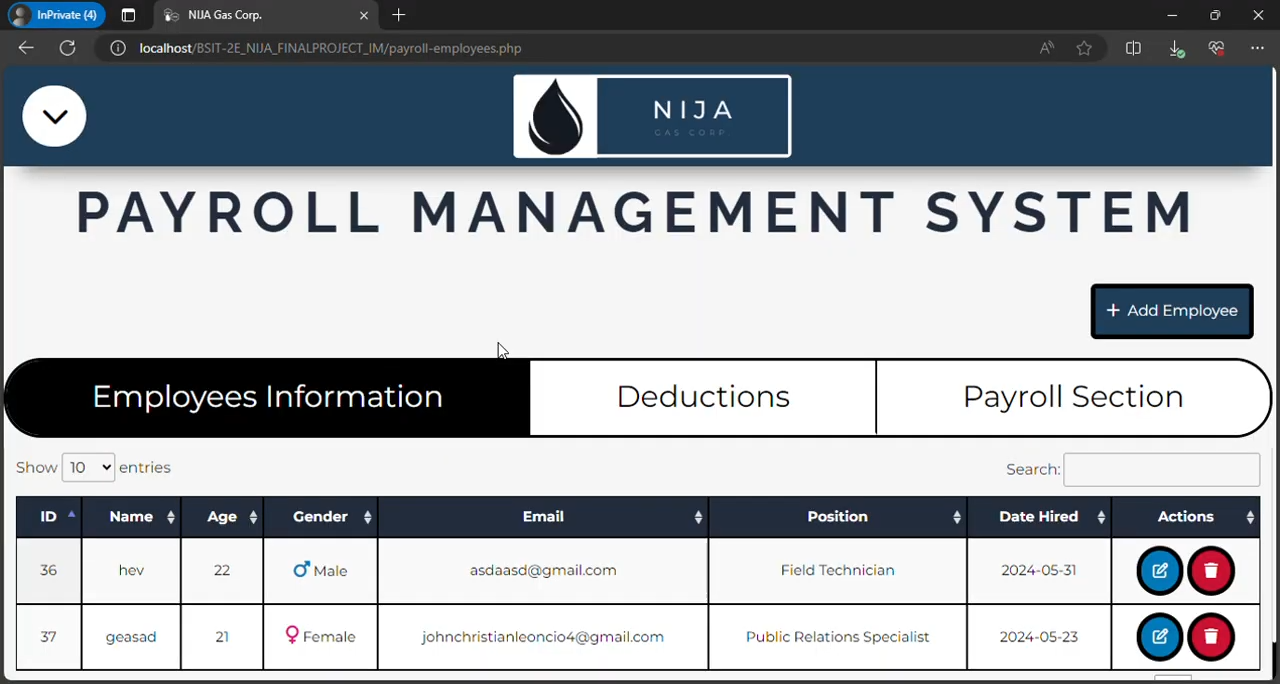 InPrivate (4)
NIJA Gas Corp.
localhost/BSIT-2E_NIJA_FINALPROJECT_IM/payroll-employees.php
NIJA
GAS CORP.
PAYROLL MANAGEMENT SYSTEM
+ Add Employee
Employees Information Deductions Payroll Section
Show 10 entries Search:
ID Name Age Gender Email Position Date Hired Actions
36 hev 22 Male asdaasd@gmail.com Field Technician 2024-05-31
37 geasad 21 Female johnchristianleoncio4@gmail.com Public Relations Specialist 2024-05-23